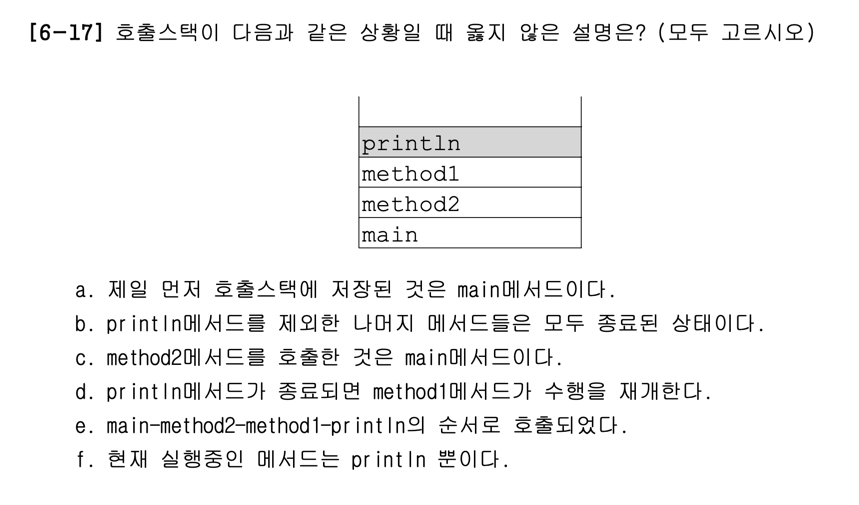 [6-17] 호출스택이 다음과 같은 상황일 때 옳지 않은 설명은? (모두 고르시오)
println
method1
method2
main
a. 제일 먼저 호출스택에 저장된 것은 main메서드이다.
b. println메서드를 제외한 나머지 메서드들은 모두 종료된 상태이다.
c. method2메서드를 호출한 것은 main메서드이다.
d. println메서드가 종료되면 method1메서드가 수행을 재개한다.
e. main-method2-method1-println의 순서로 호출되었다.
f. 현재 실행중인 메서드는 println 뿐이다.